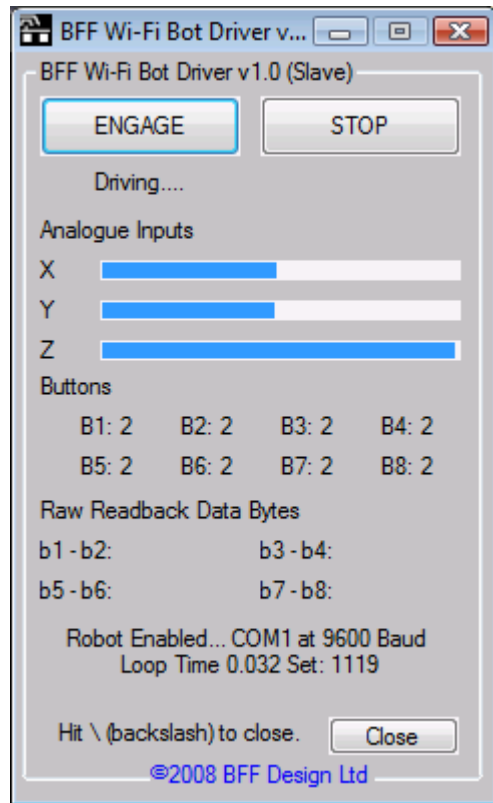 BFF Wi-Fi Bot Driver v...
BFF Wi-Fi Bot Driver v1.0 (Slave)
ENGAGE STOP
Driving....
Analogue Inputs
X
Y
Z
Buttons
B1: 2 B2: 2 B3: 2 B4: 2
B5: 2 B6: 2 B7: 2 B8: 2
Raw Readback Data Bytes
b1 - b2: b3 - b4:
b5 - b6: b7 - b8:
Robot Enabled... COM1 at 9600 Baud
Loop Time 0.032 Set: 1119
Hit \ (backslash) to close. Close
©2008 BFF Design Ltd